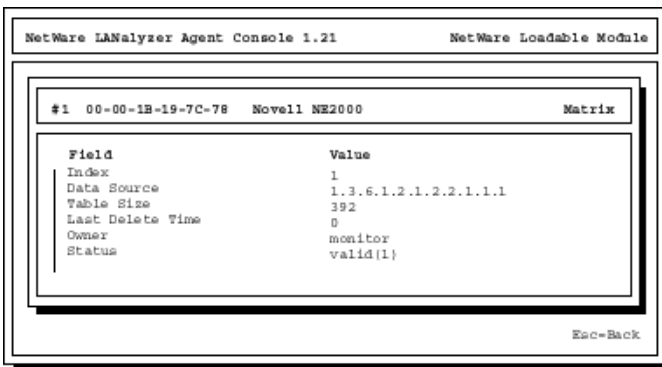 NetWare LANalyzer Agent Console 1.21 NetWare Loadable Module
#1 00-00-1B-19-7C-78 Novell NE2000 Matrix
Field Value
Index 1
Data Source 1.3.6.1.2.1.2.2.1.1.1
Table Size 392
Last Delete Time 0
Owner monitor
Status valid(1)
Esc=Back